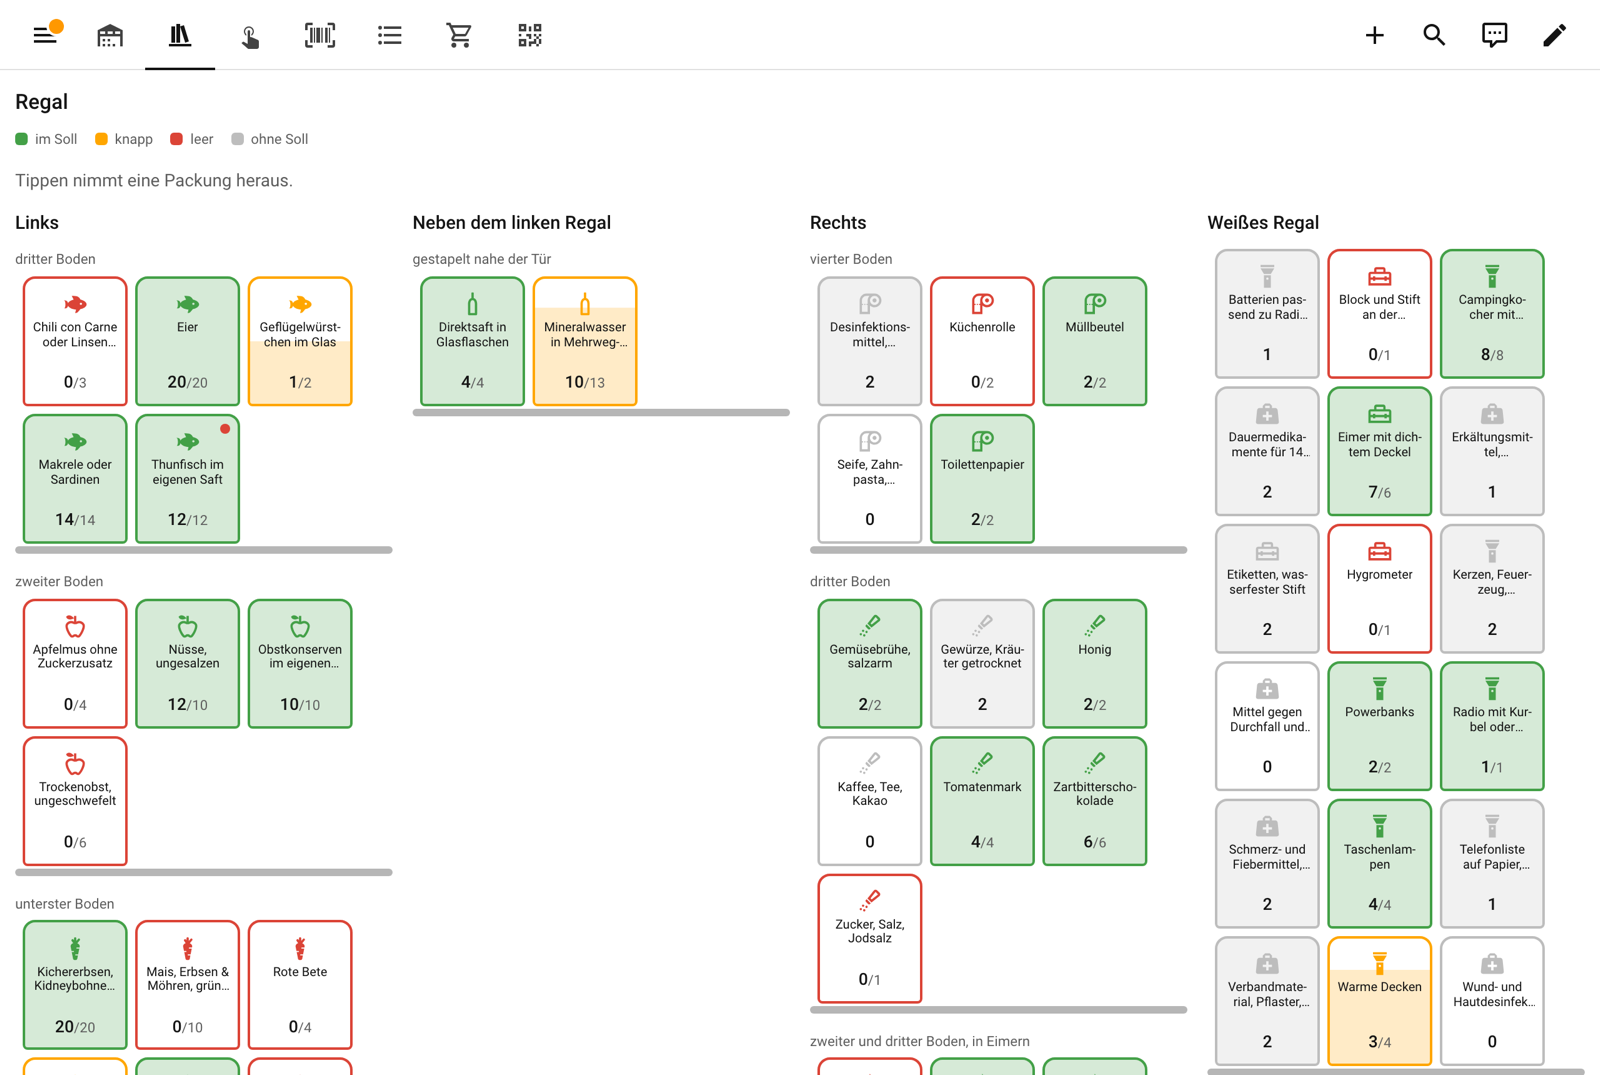 Regal
im Soll knapp leer ohne Soll
Tippen nimmt eine Packung heraus.
Links
dritter Boden
Chili con Carne
oder Linsen...
0/3
Eier
20/20
Geflügelwürst-
chen im Glas
1/2
Makrele oder
Sardinen
14/14
Thunfisch im
eigenen Saft
12/12
zweiter Boden
Apfelmus ohne
Zuckerzusatz
0/4
Nüsse,
ungesalzen
12/10
Obstkonserven
im eigenen...
10/10
Trockenobst,
ungeschwefelt
0/6
unterster Boden
Kichererbsen,
Kidneybohne...
20/20
Mais, Erbsen &
Möhren, grün...
0/10
Rote Bete
0/4
Neben dem linken Regal
gestapelt nahe der Tür
Direktsaft in
Glasflaschen
4/4
Mineralwasser
in Mehrweg-...
10/13
Rechts
vierter Boden
Desinfektions-
mittel,...
2
Küchenrolle
0/2
Müllbeutel
2/2
Seife, Zahn-
pasta,...
0
Toilettenpapier
2/2
dritter Boden
Gemüsebrühe,
salzarm
2/2
Gewürze, Kräu-
ter getrocknet
2
Honig
2/2
Kaffee, Tee,
Kakao
0
Tomatenmark
4/4
Zartbitterscho-
kolade
6/6
Zucker, Salz,
Jodsalz
0/1
zweiter und dritter Boden, in Eimern
Weißes Regal
Batterien pas-
send zu Radi...
1
Block und Stift
an der...
0/1
Campingko-
cher mit...
8/8
Dauermedika-
mente für 14...
2
Eimer mit dich-
tem Deckel
7/6
Erkältungsmit-
tel,...
1
Etiketten, was-
serfester Stift
2
Hygrometer
0/1
Kerzen, Feuer-
zeug,...
2
Mittel gegen
Durchfall und...
0
Powerbanks
2/2
Radio mit Kur-
bel oder...
1/1
Schmerz- und
Fiebermittel,...
2
Taschenlam-
pen
4/4
Telefonliste
auf Papier,...
1
Verbandmate-
rial, Pflaster,...
2
Warme Decken
3/4
Wund- und
Hautdesinfek...
0